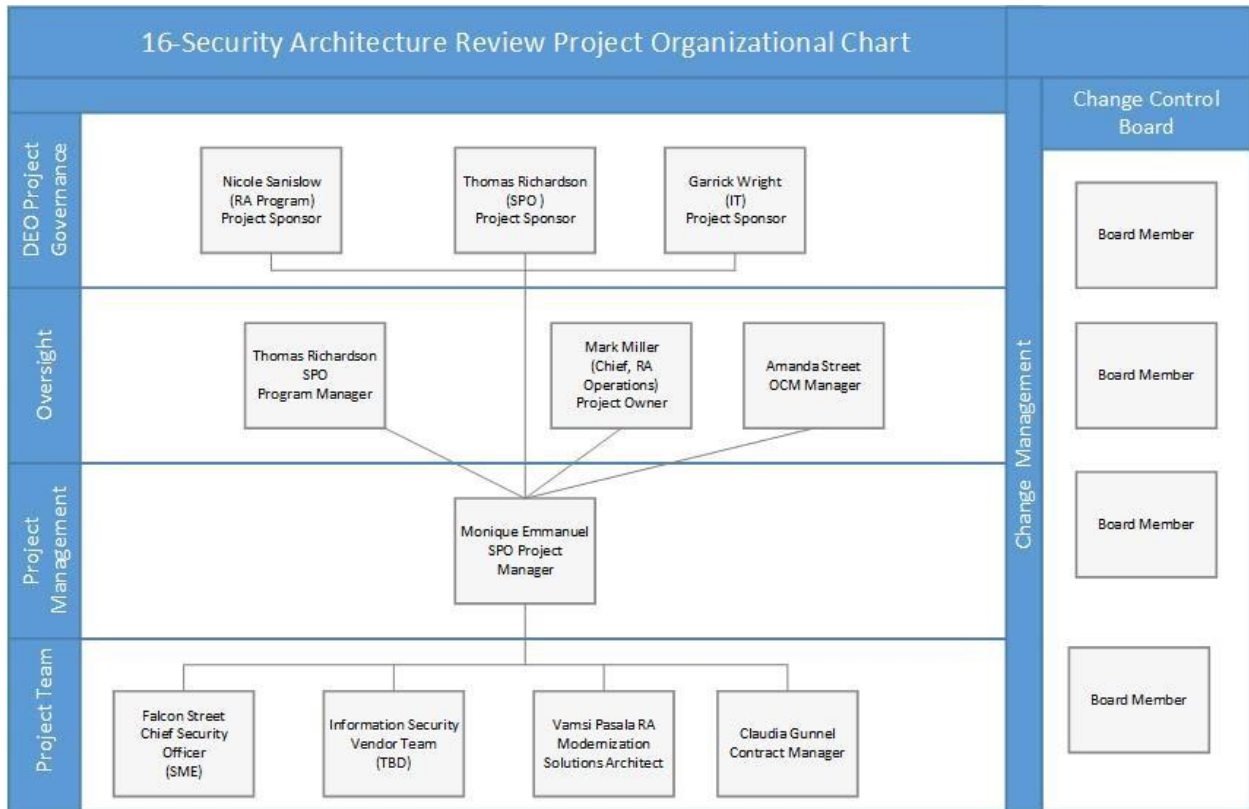 16-Security Architecture Review Project Organizational Chart
Change Control
Board
DEO Project
Governance
Nicole Sanislow
(RA Program)
Project Sponsor
Thomas Richardson
(SPO )
Project Sponsor
Garrick Wright
(IT)
Project Sponsor
Oversight
Thomas Richardson
SPO
Program Manager
Mark Miller
(Chief, RA
Operations)
Project Owner
Amanda Street
OCM Manager
Project
Management
Monique Emmanuel
SPO Project
Manager
Project Team
Falcon Street
Chief Security
Officer
(SME)
Information Security
Vendor Team
(TBD)
Vamsi Pasala RA
Modernization
Solutions Architect
Claudia Gunnel
Contract Manager
Change Management
Board Member
Board Member
Board Member
Board Member